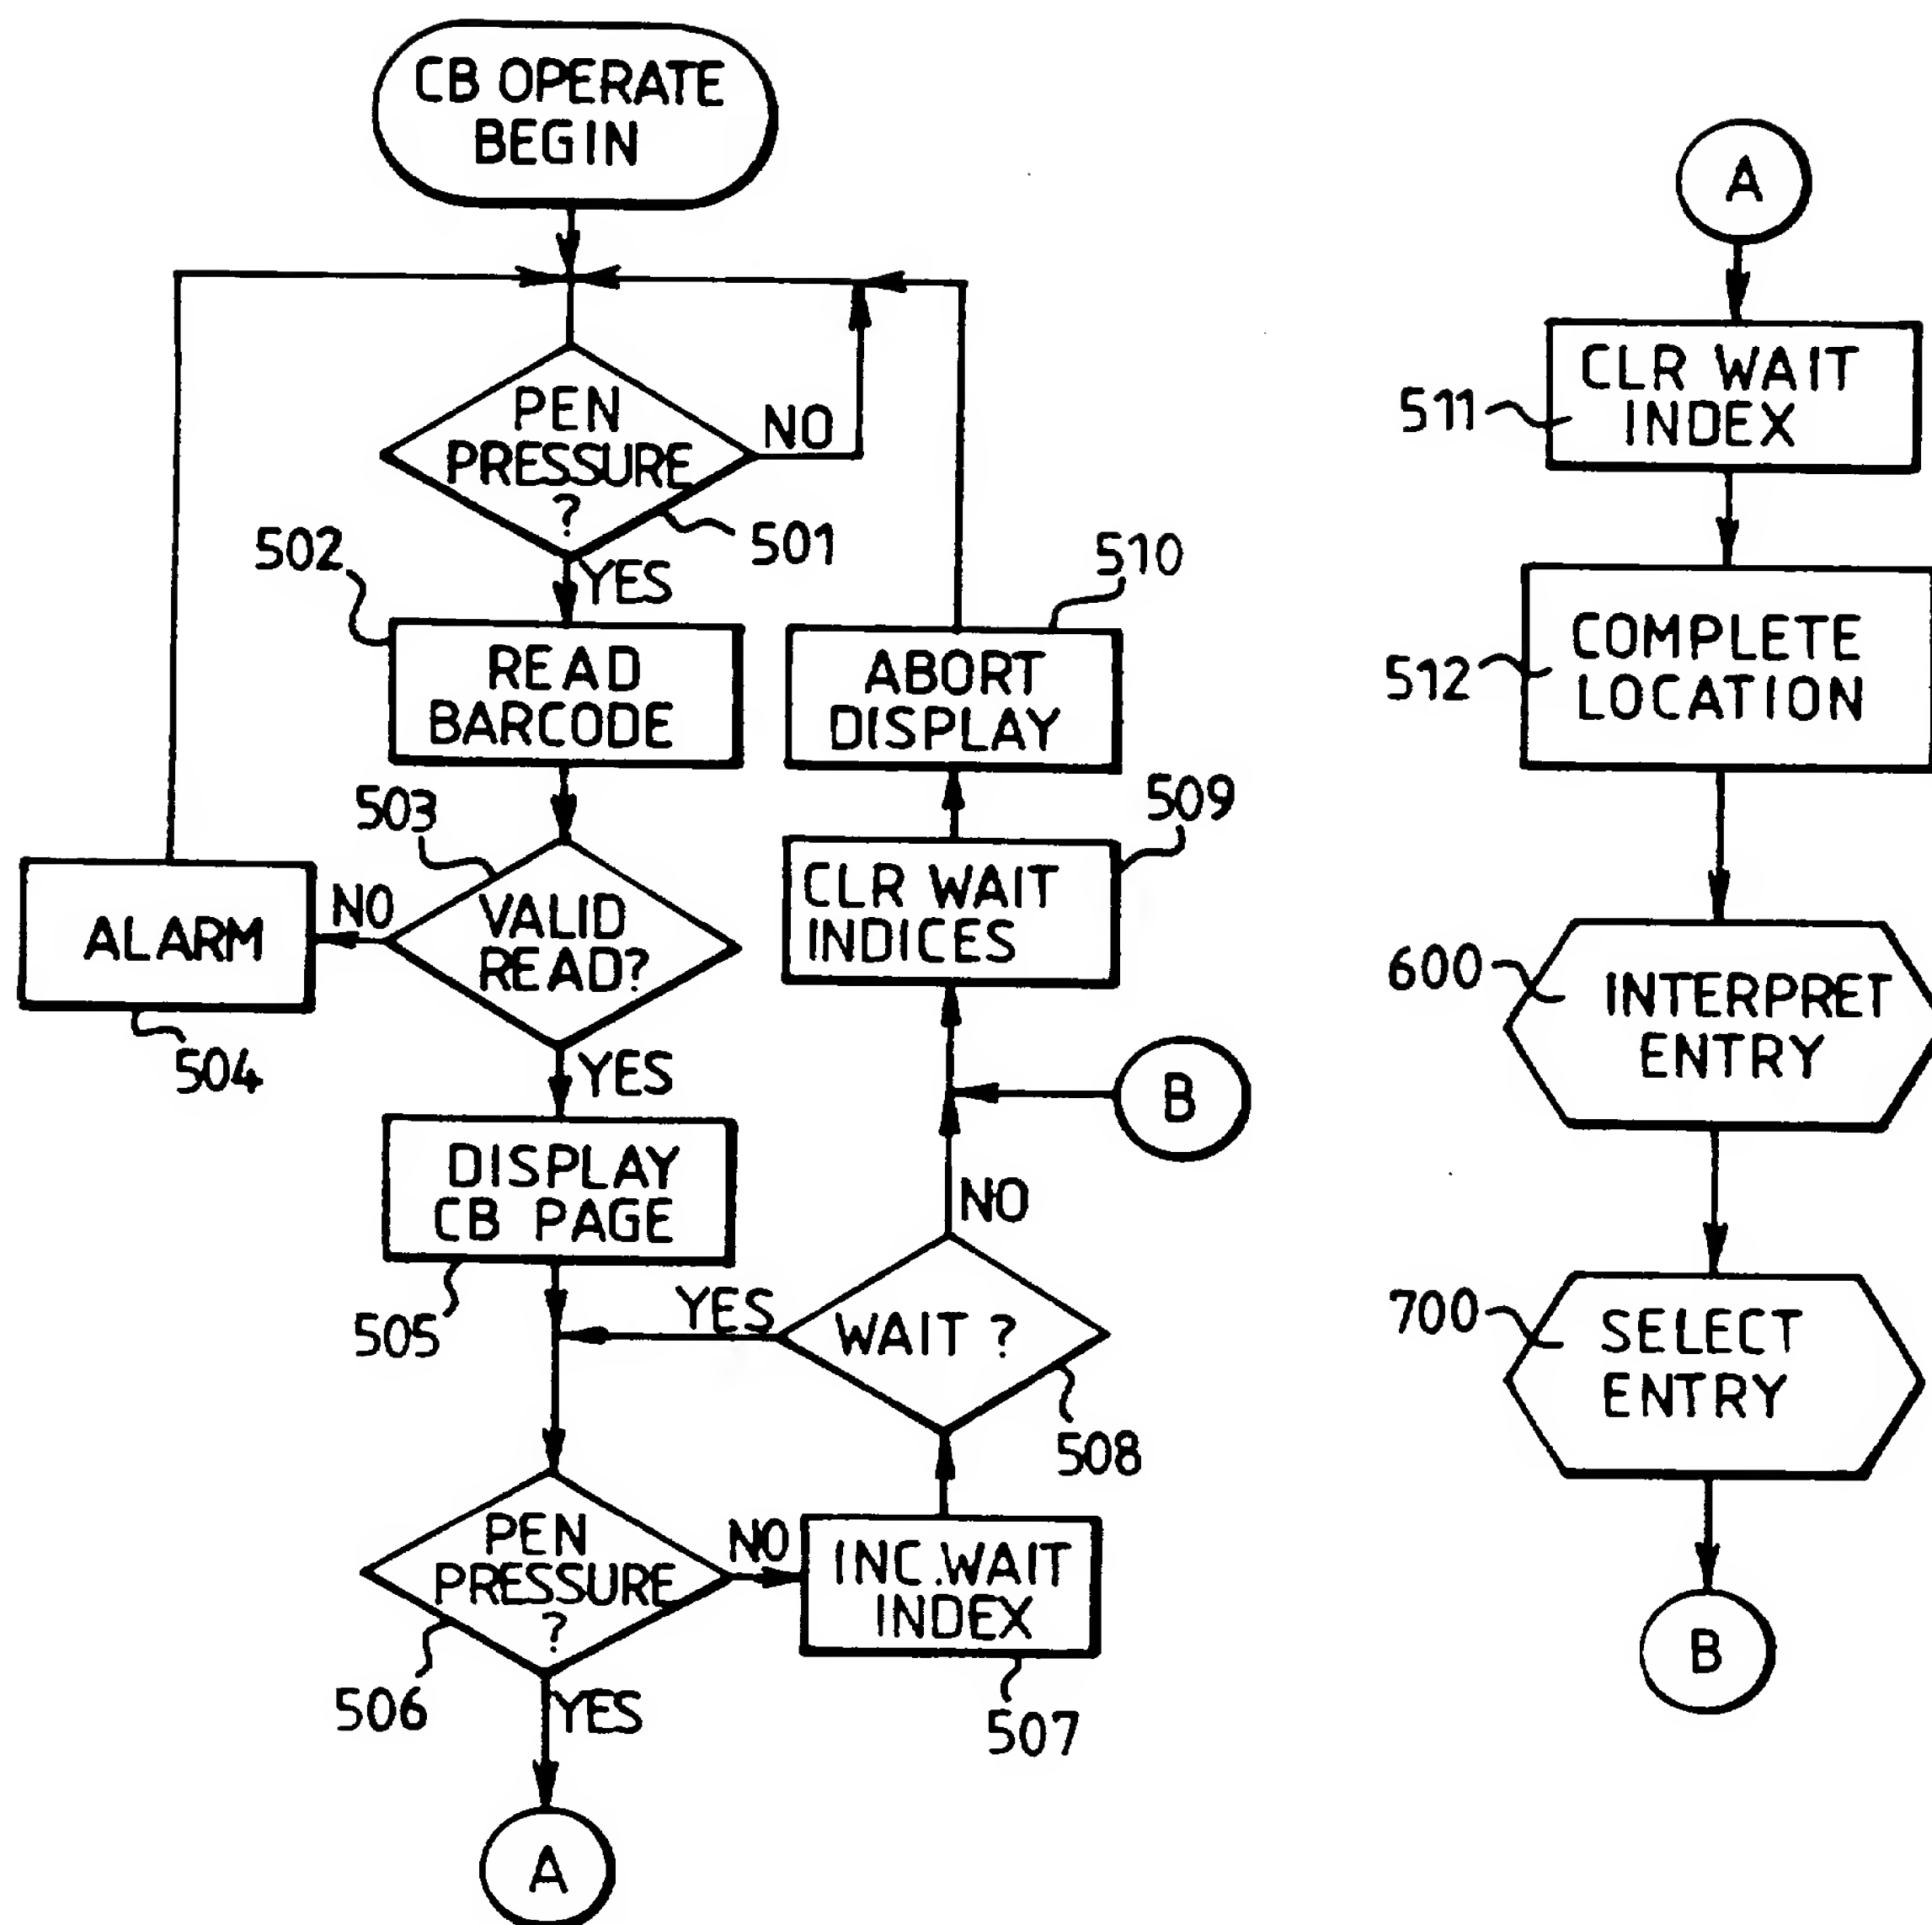 CB OPERATE
BEGIN
PEN
PRESSURE
?
NO
501
YES
502
READ
BARCODE
503
VALID
READ?
NO
ALARM
504
YES
DISPLAY
CB PAGE
505
PEN
PRESSURE
?
506
NO
YES
A
INC.WAIT
INDEX
507
WAIT ?
508
YES
NO
B
CLR WAIT
INDICES
509
ABORT
DISPLAY
510
A
CLR WAIT
INDEX
511
COMPLETE
LOCATION
512
INTERPRET
ENTRY
600
SELECT
ENTRY
700
B